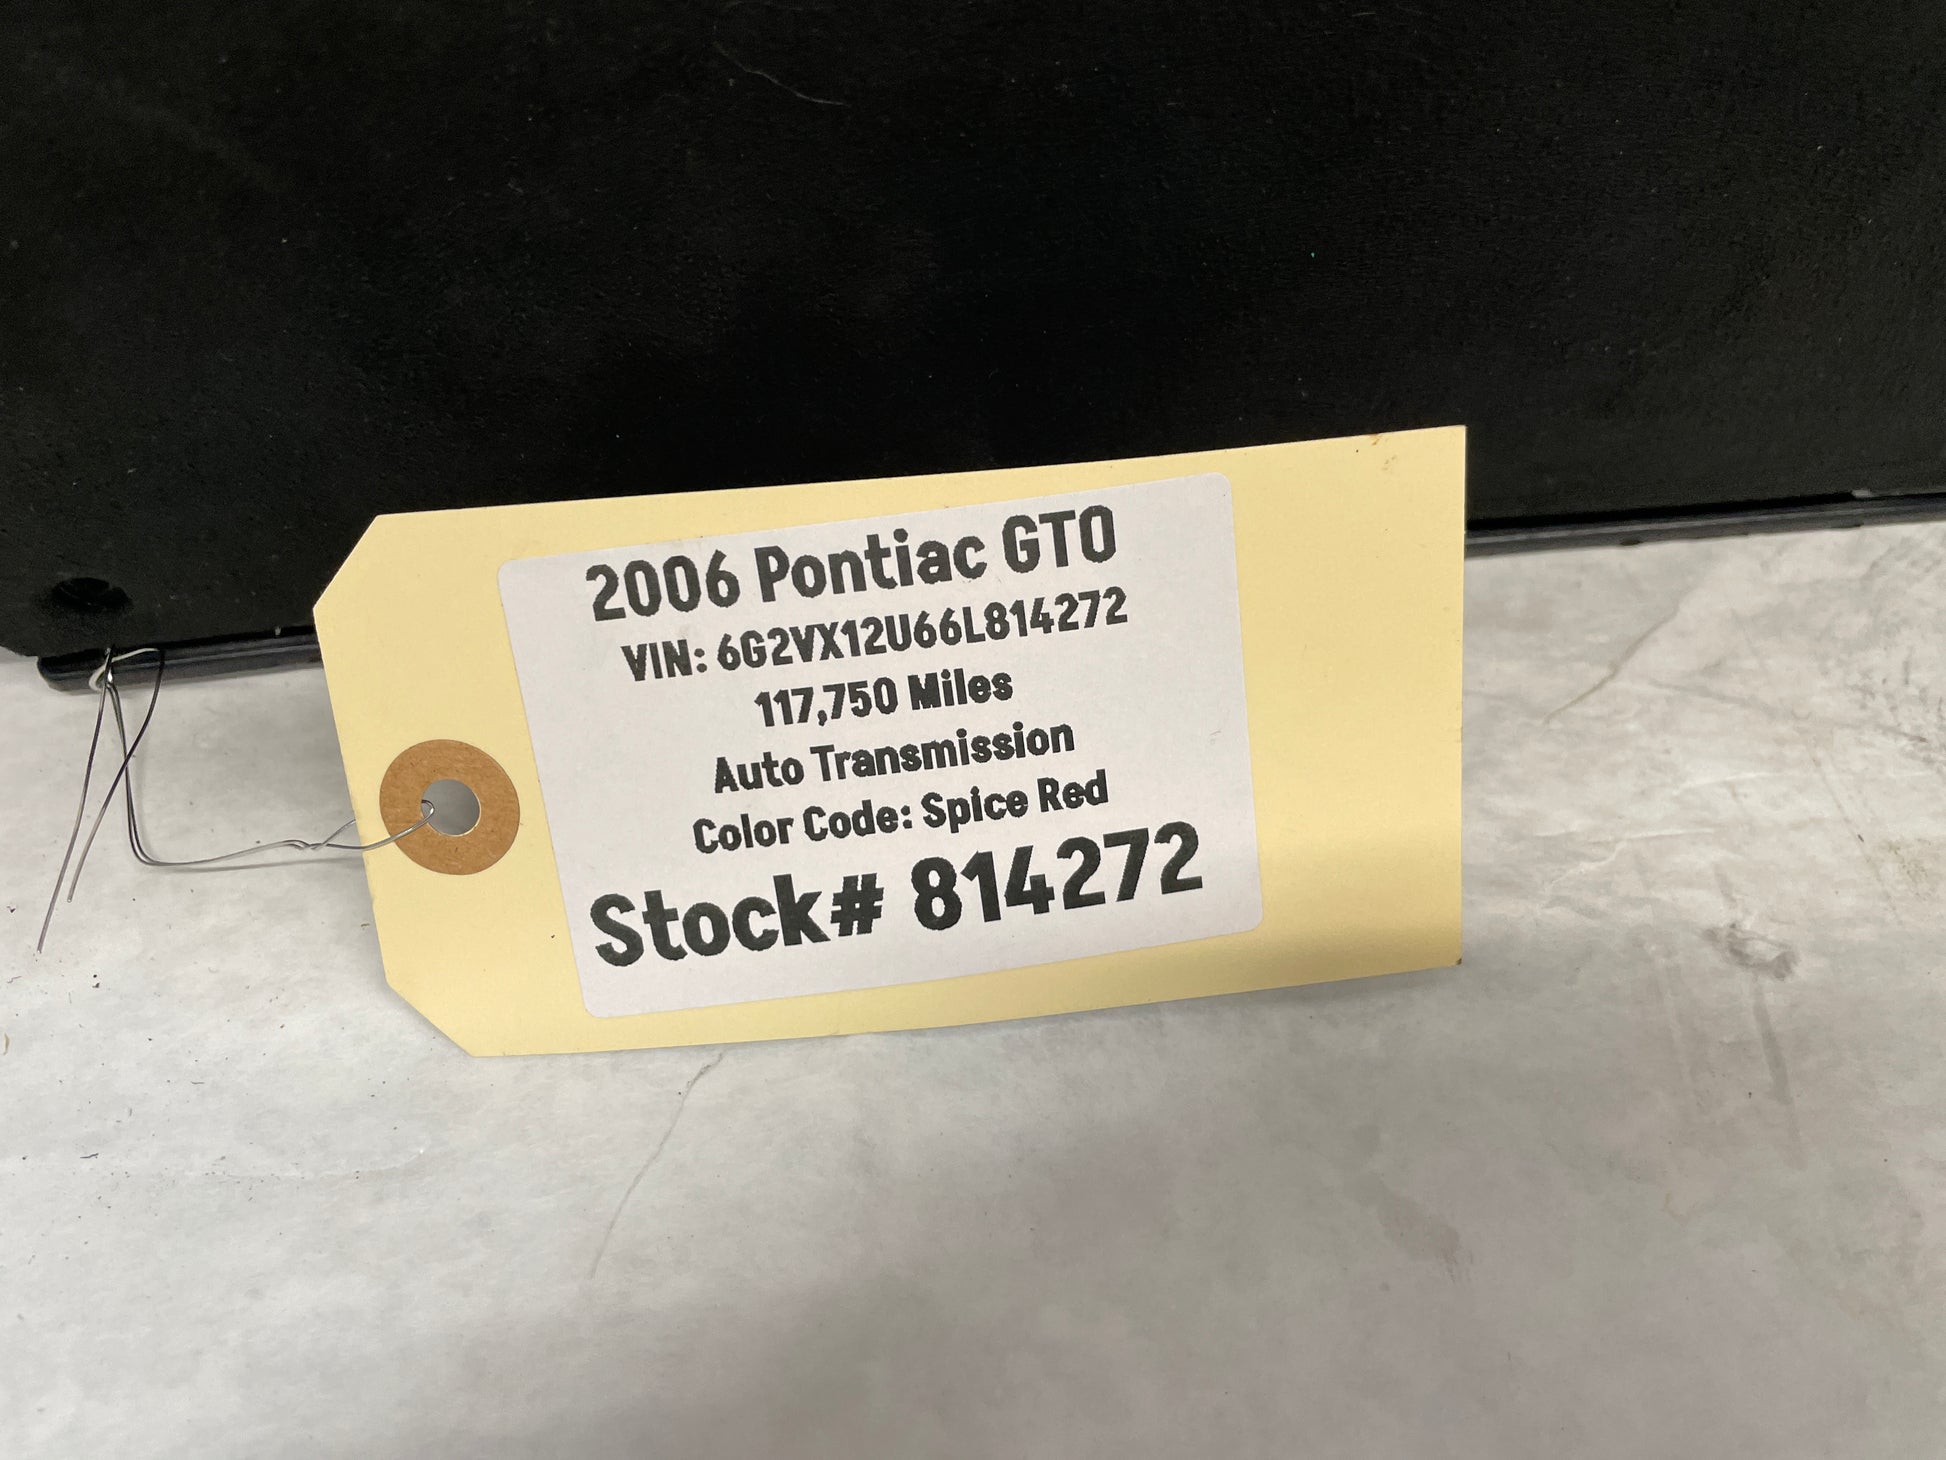 2006 Pontiac GTO
VIN: 6G2VX12U66L814272
117,750 Miles
Auto Transmission
Color Code: Spice Red
Stock# 814272